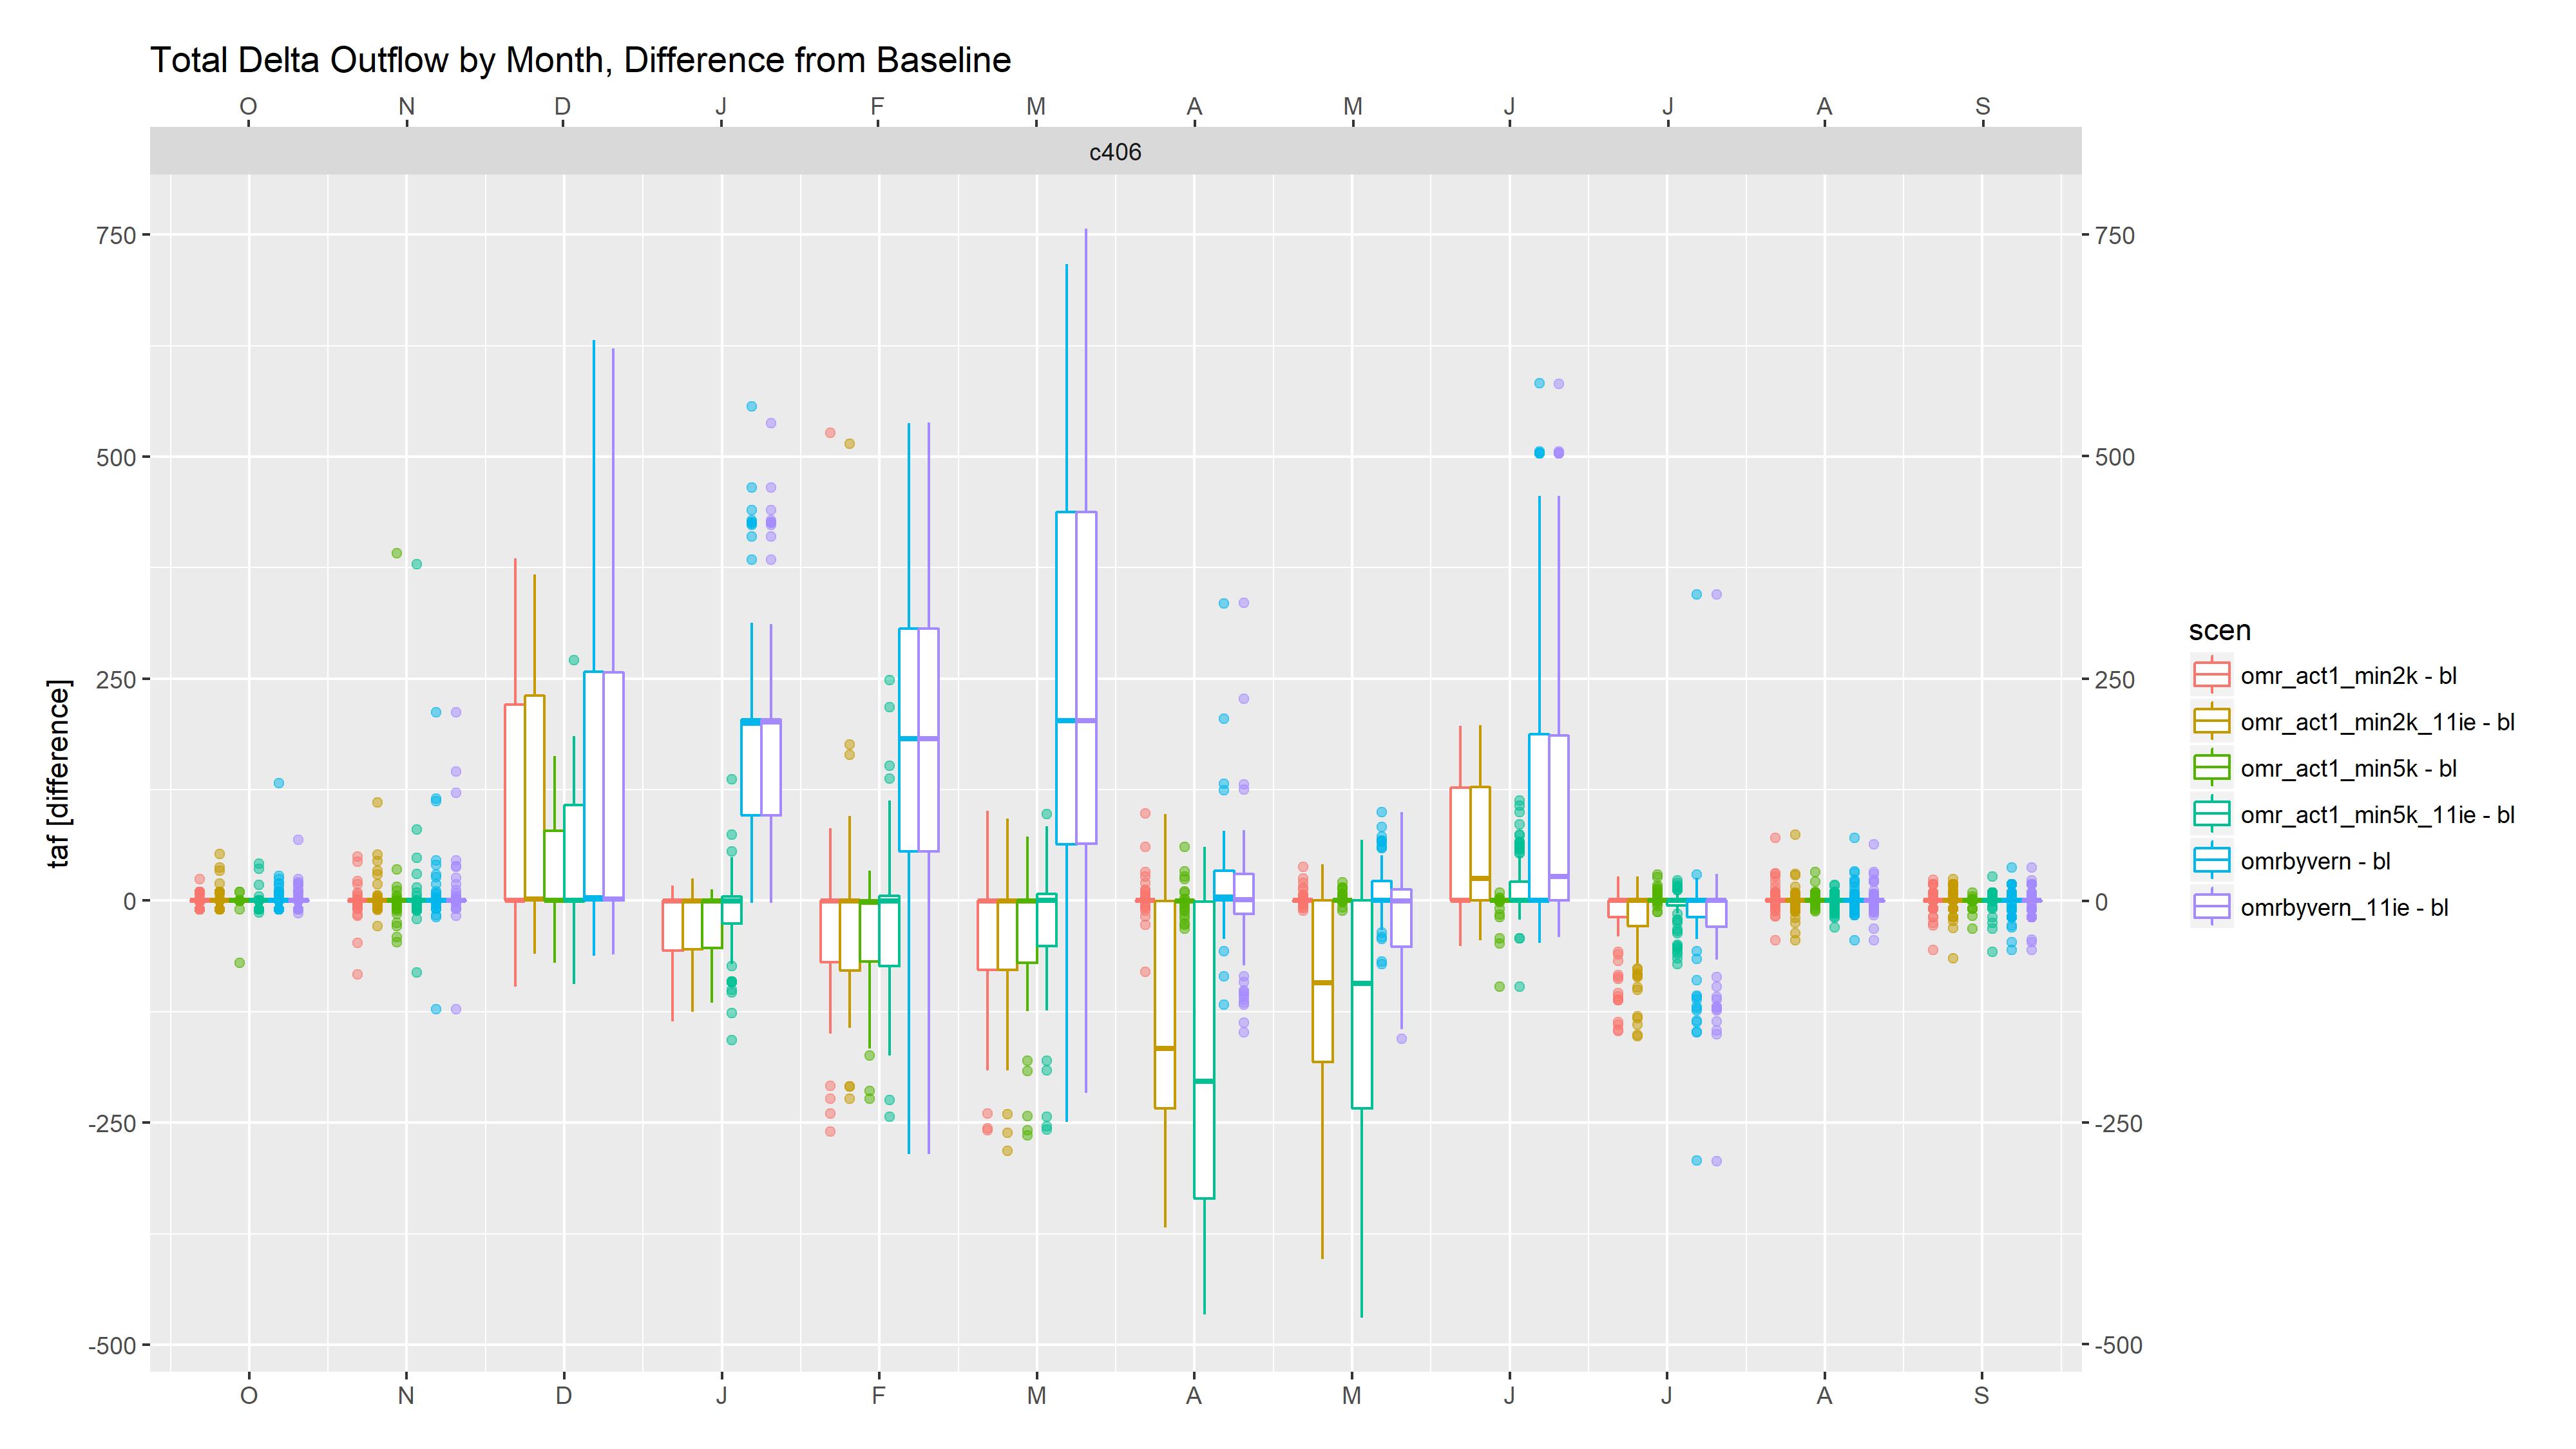 Total Delta Outflow by Month, Difference from Baseline
O N D J F M A M J J A S
c406
750 750
500 500
250 250
0 0
-250 -250
-500 -500
taf [difference]
O N D J F M A M J J A S
scen
omr_act1_min2k - bl
omr_act1_min2k_11ie - bl
omr_act1_min5k - bl
omr_act1_min5k_11ie - bl
omrbyvern - bl
omrbyvern_11ie - bl